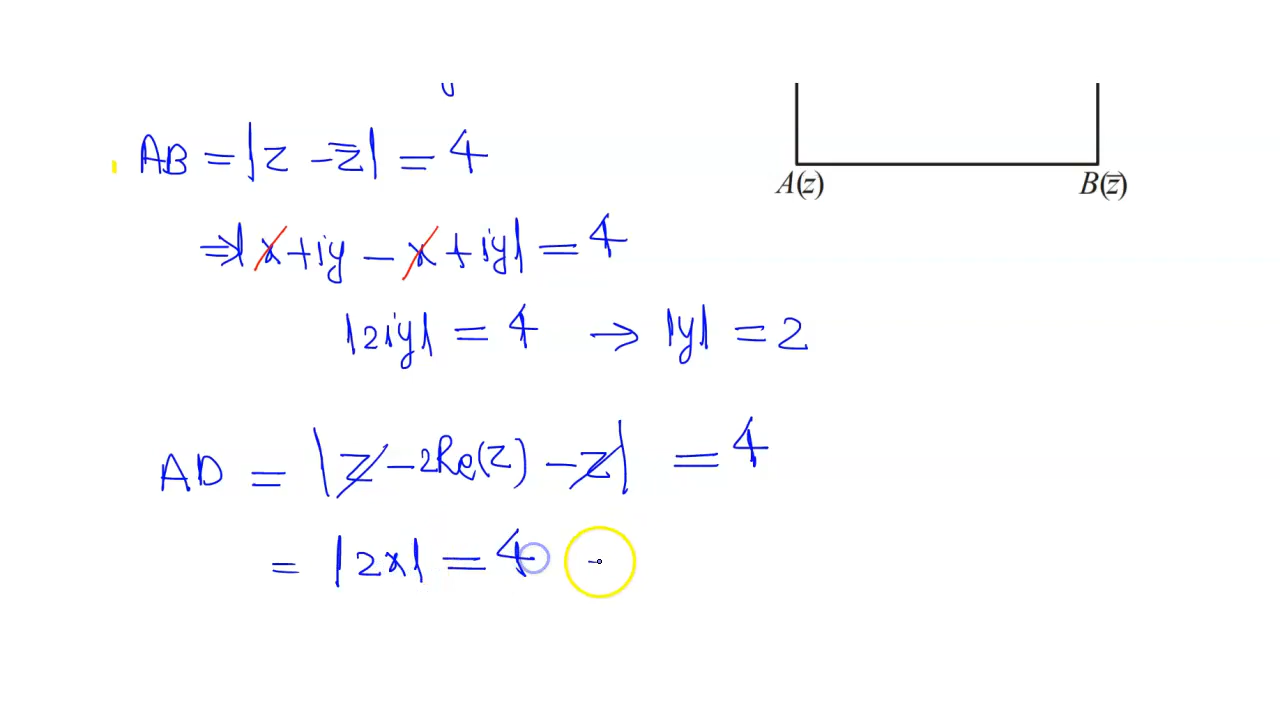 AB = |z - z̅| = 4
A(z) B(z̅)
⇒ |x + iy - x + iy| = 4
|2iy| = 4 → |y| = 2
AD = |z - 2Re(z) - z| = 4
= |2x| = 4